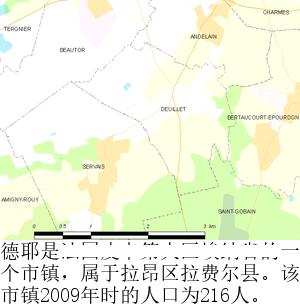 CHARMES
TERGNIER
ANDELAIN
BEAUTOR
DEUILLET
BERTAUCOURT-EPOURDON
SERVAIS
AMIGNY-ROUY
SAINT-GOBAIN
0 0.5 1 2 3 km
德耶是 的一
个市镇，属于拉昂区拉费尔县。该
市镇2009年时的人口为216人。